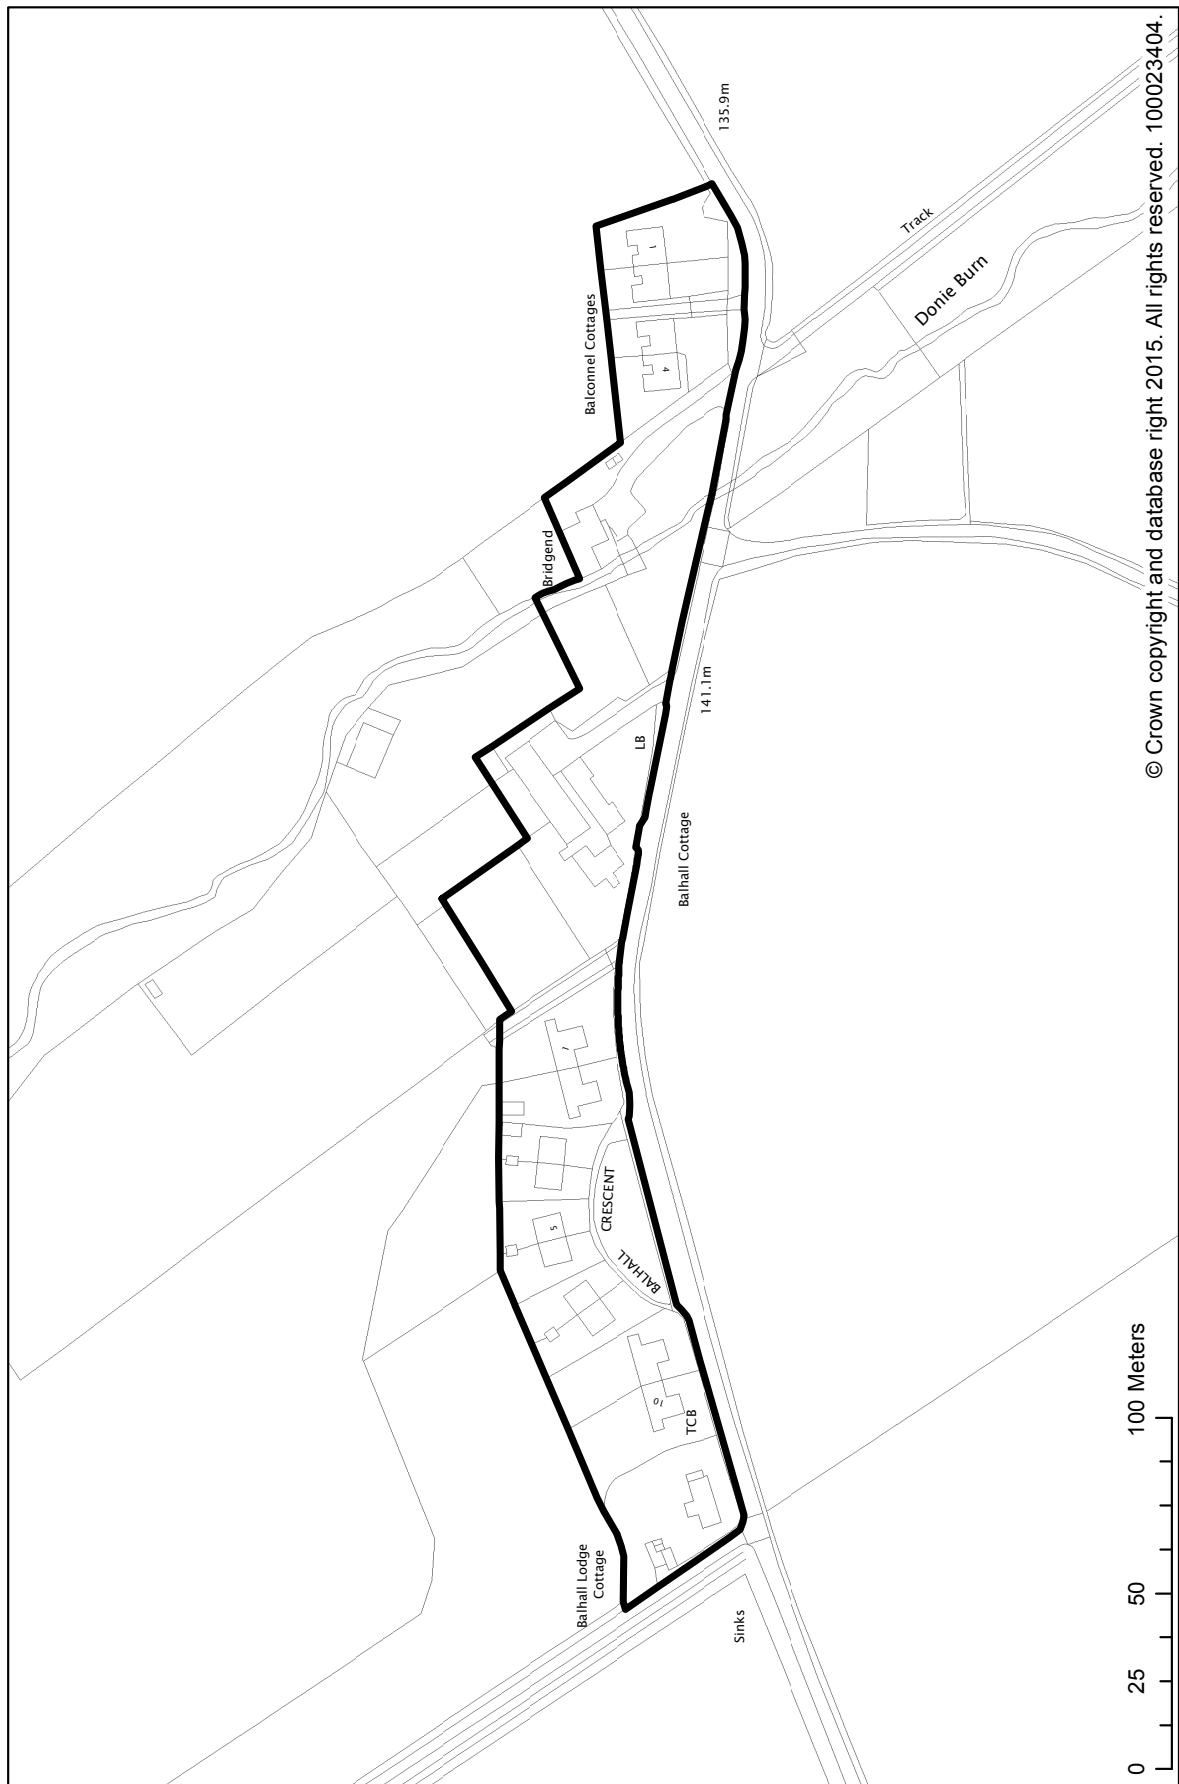 Balhall Lodge
Cottage
Sinks
TCB
10
BALHALL
CRESCENT
5
1
Balhall Cottage
LB
141.1m
Bridgend
Balconnel Cottages
4
1
135.9m
Track
Donie Burn
0 25 50 100 Meters
© Crown copyright and database right 2015. All rights reserved. 100023404.